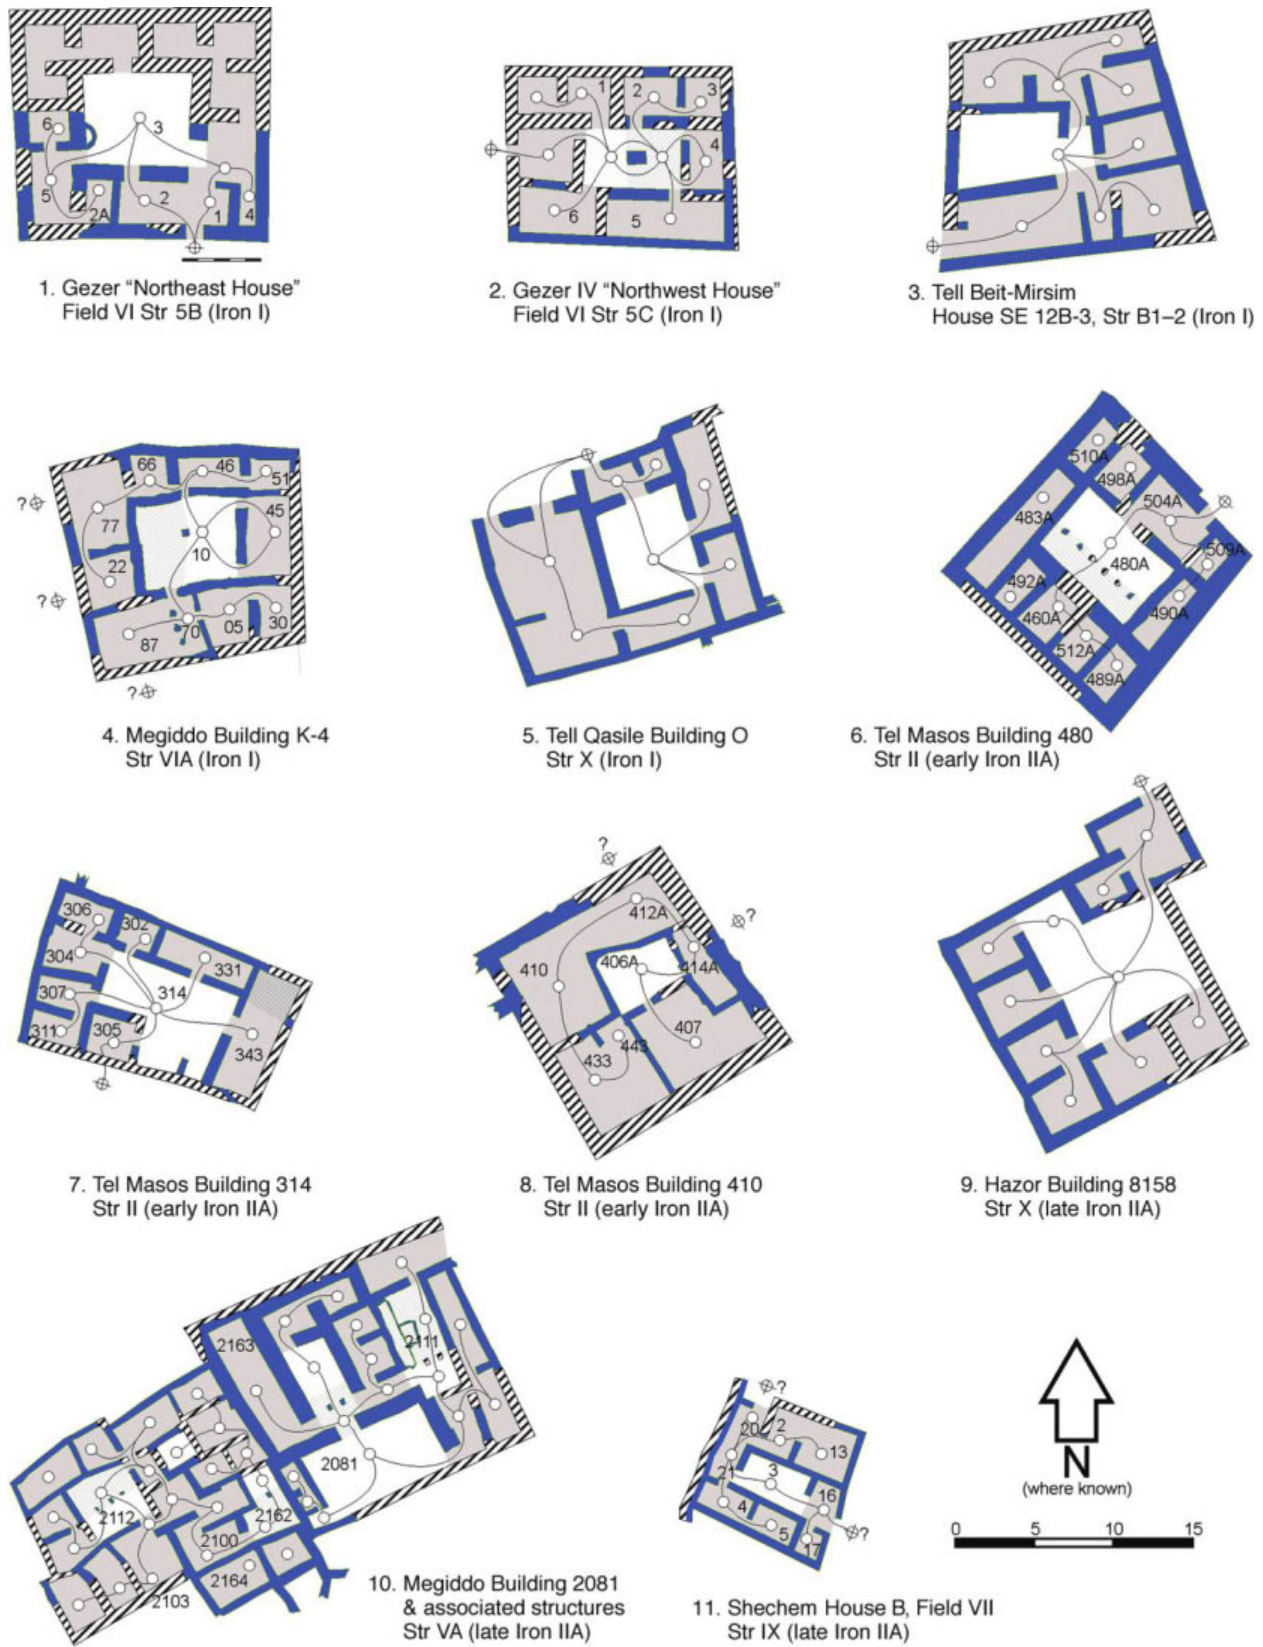 6
3
5
2A
2
1
4
1. Gezer “Northeast House”
Field VI Str 5B (Iron I)
1
2
3
4
6
5
2. Gezer IV “Northwest House”
Field VI Str 5C (Iron I)
3. Tell Beit-Mirsim
House SE 12B-3, Str B1–2 (Iron I)
66
46
51
?
77
45
10
22
?
87
70
05
30
?
4. Megiddo Building K-4
Str VIA (Iron I)
5. Tell Qasile Building O
Str X (Iron I)
510A
498A
504A
483A
509A
480A
492A
460A
490A
512A
489A
6. Tel Masos Building 480
Str II (early Iron IIA)
306
302
304
331
307
314
311
305
343
7. Tel Masos Building 314
Str II (early Iron IIA)
?
412A
?
410
406A
414A
407
443
433
8. Tel Masos Building 410
Str II (early Iron IIA)
9. Hazor Building 8158
Str X (late Iron IIA)
2163
2111
2081
2112
2162
2100
2164
2103
10. Megiddo Building 2081
& associated structures
Str VA (late Iron IIA)
?
20
2
13
21
3
16
4
5
17
?
11. Shechem House B, Field VII
Str IX (late Iron IIA)
N
(where known)
0 5 10 15